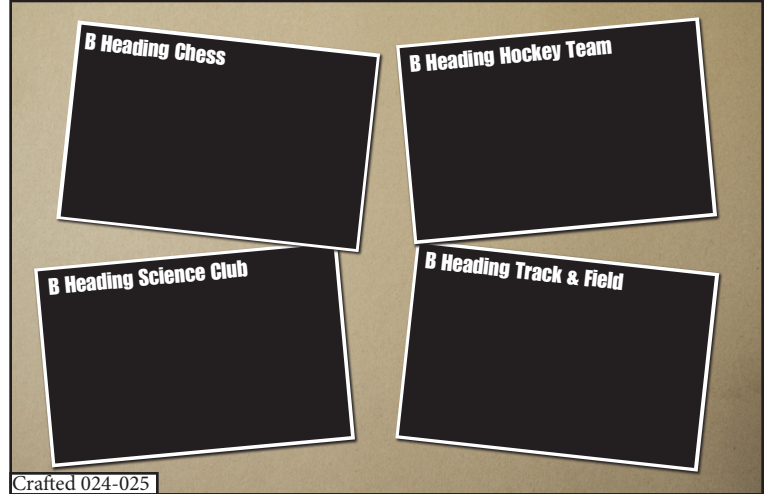 B Heading Chess
B Heading Hockey Team
B Heading Science Club
B Heading Track & Field
Crafted 024-025